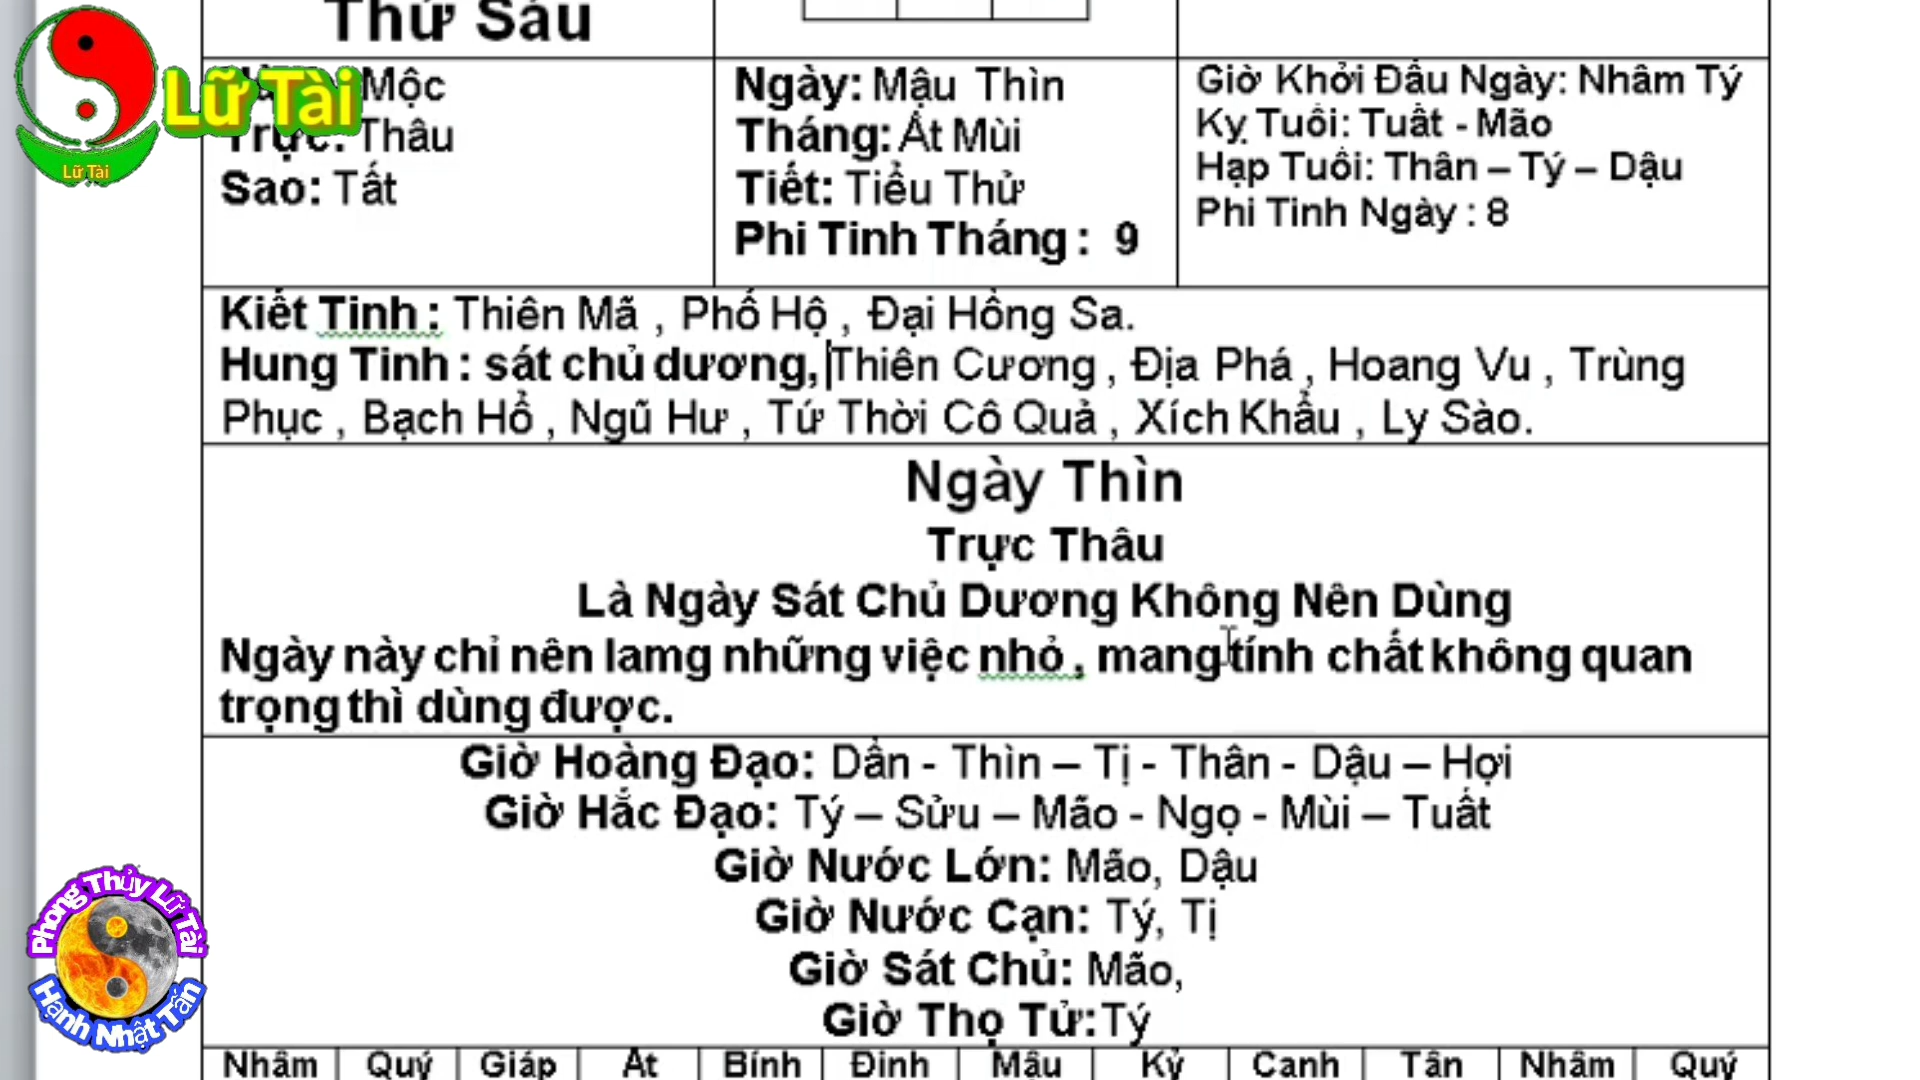 Thứ Sáu
Lữ Tài
Lữ Tài
Mộc
Trực: Thâu
Sao: Tất
Ngày: Mậu Thìn
Tháng: Ất Mùi
Tiết: Tiểu Thử
Phi Tinh Tháng : 9
Giờ Khởi Đầu Ngày: Nhâm Tý
Kỵ Tuổi: Tuất - Mão
Hạp Tuổi: Thân – Tý – Dậu
Phi Tinh Ngày : 8
Kiết Tinh : Thiên Mã , Phổ Hộ , Đại Hồng Sa.
Hung Tinh : sát chủ dương, Thiên Cương , Địa Phá , Hoang Vu , Trùng
Phục , Bạch Hổ , Ngũ Hư , Tứ Thời Cô Quả , Xích Khẩu , Ly Sào.
Ngày Thìn
Trực Thâu
Là Ngày Sát Chủ Dương Không Nên Dùng
Ngày này chỉ nên lamg những việc nhỏ , mang tính chất không quan
trọng thì dùng được.
Giờ Hoàng Đạo: Dần - Thìn – Tị - Thân - Dậu – Hợi
Giờ Hắc Đạo: Tý – Sửu – Mão - Ngọ - Mùi – Tuất
Giờ Nước Lớn: Mão, Dậu
Giờ Nước Cạn: Tý, Tị
Giờ Sát Chủ: Mão,
Giờ Thọ Tử:Tý
Phong Thủy Lữ Tài
Hạnh Nhật Tấn
Nhâm Quý Giáp Ất Bính Đinh Mậu Kỷ Canh Tân Nhâm Quý